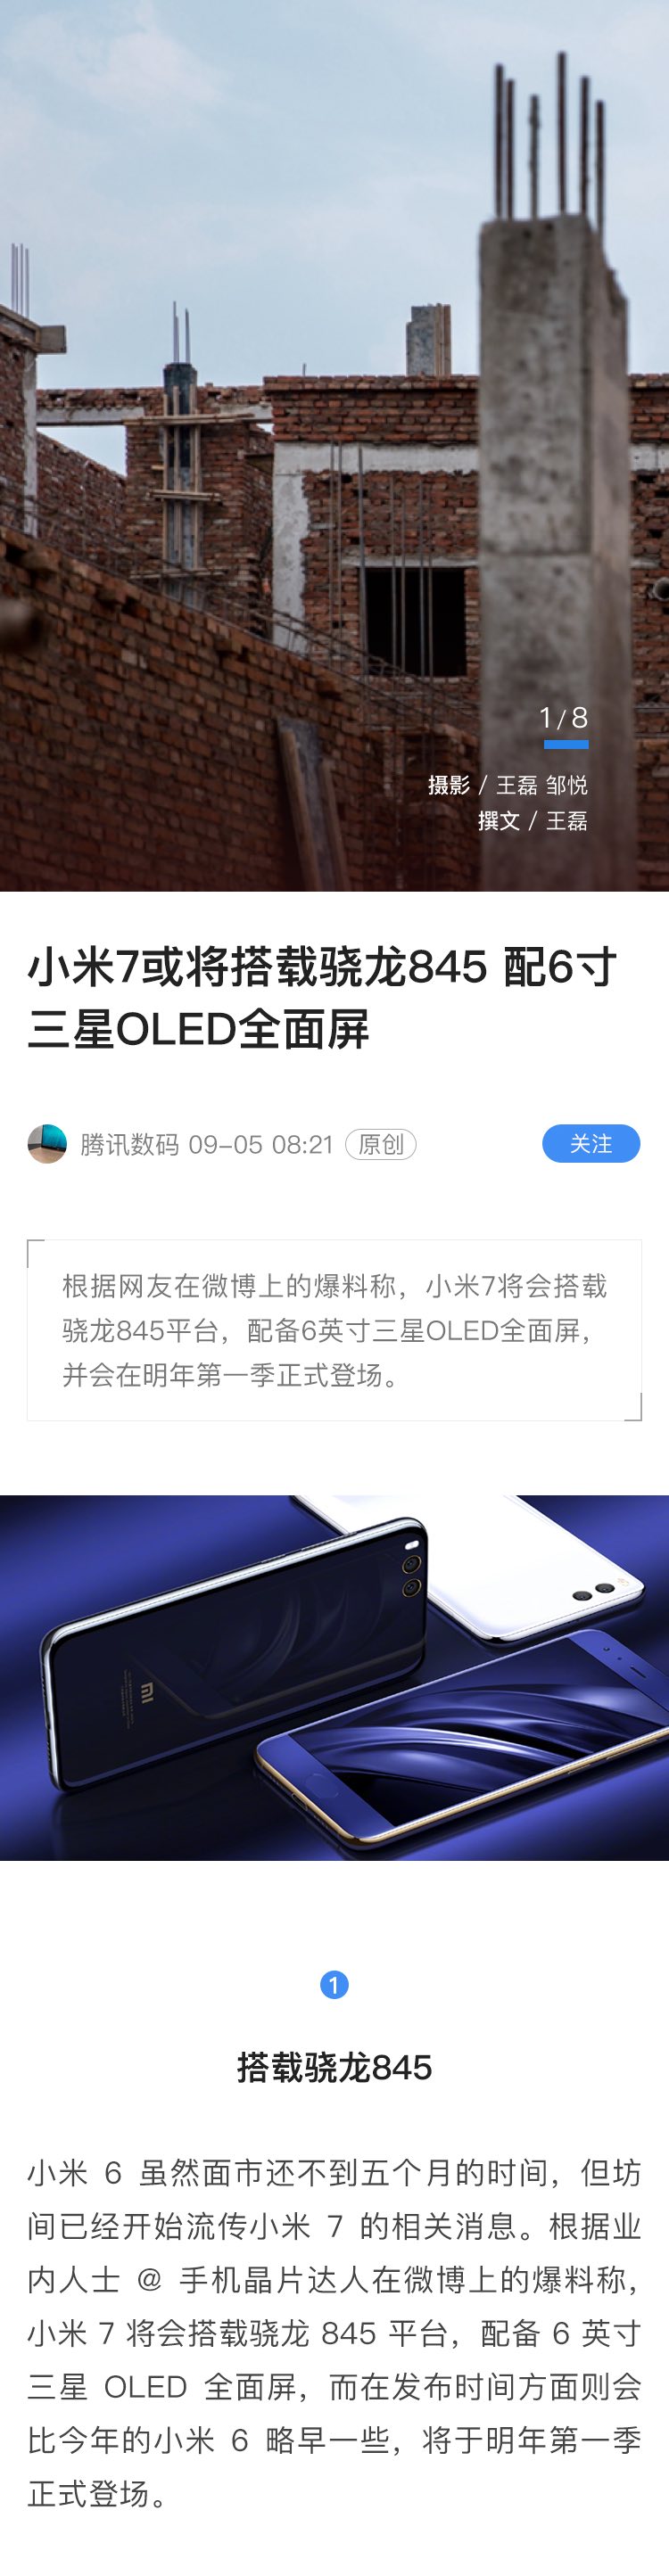 1/8
摄影 / 王磊 邹悦
撰文 / 王磊
小米7或将搭载骁龙845 配6寸
三星OLED全面屏
腾讯数码 09-05 08:21 原创 关注
根据网友在微博上的爆料称，小米7将会搭载
骁龙845平台，配备6英寸三星OLED全面屏，
并会在明年第一季正式登场。
MI
1
搭载骁龙845
小米 6 虽然面市还不到五个月的时间，但坊
间已经开始流传小米 7 的相关消息。根据业
内人士 @ 手机晶片达人在微博上的爆料称，
小米 7 将会搭载骁龙 845 平台，配备 6 英寸
三星 OLED 全面屏，而在发布时间方面则会
比今年的小米 6 略早一些，将于明年第一季
正式登场。